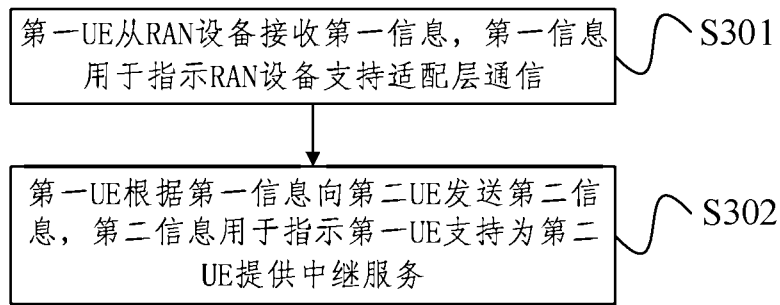 第一UE从RAN设备接收第一信息，第一信息
用于指示RAN设备支持适配层通信
S301
第一UE根据第一信息向第二UE发送第二信
息，第二信息用于指示第一UE支持为第二
UE提供中继服务
S302